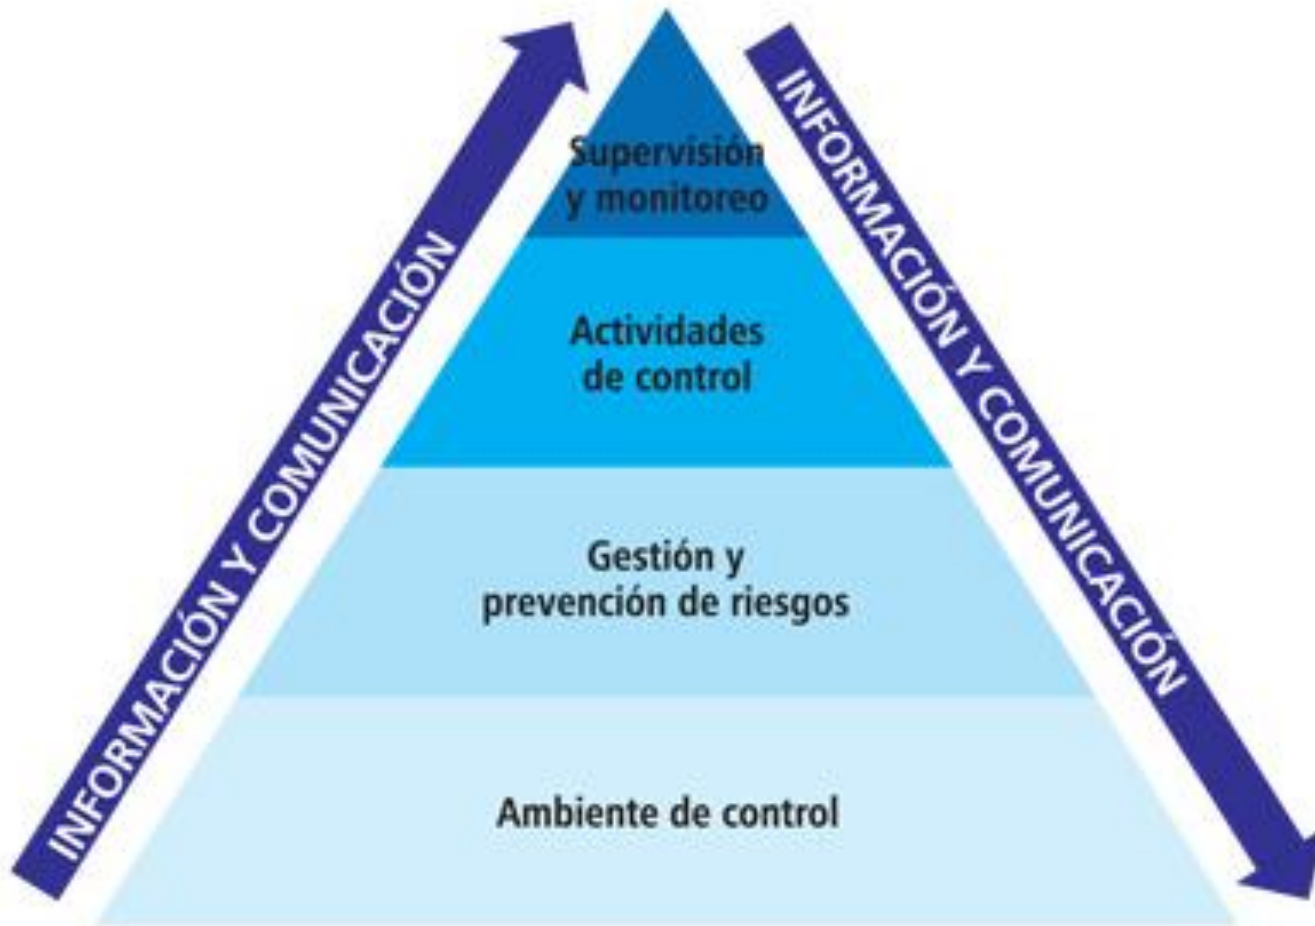 INFORMACIÓN Y COMUNICACIÓN
Supervisión
y monitoreo
Actividades
de control
Gestión y
prevención de riesgos
Ambiente de control
INFORMACIÓN Y COMUNICACIÓN